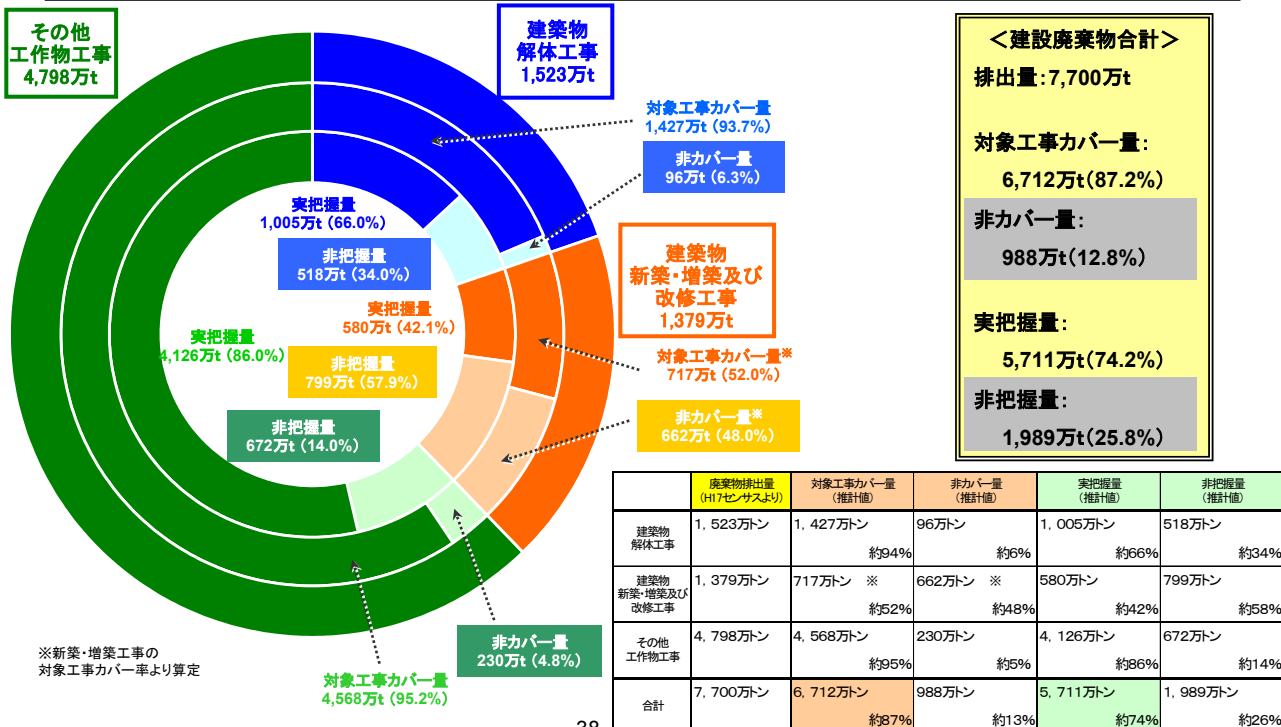 その他
工作物工事
4,798万t
建築物
解体工事
1,523万t
対象工事カバー量
1,427万t (93.7%)
非カバー量
96万t (6.3%)
実把握量
1,005万t (66.0%)
非把握量
518万t (34.0%)
建築物
新築・増築及び
改修工事
1,379万t
実把握量
580万t (42.1%)
実把握量
4,126万t (86.0%)
非把握量
799万t (57.9%)
対象工事カバー量※
717万t (52.0%)
非カバー量※
662万t (48.0%)
非把握量
672万t (14.0%)
非カバー量
230万t (4.8%)
対象工事カバー量
4,568万t (95.2%)
※新築・増築工事の
対象工事カバー率より算定
＜建設廃棄物合計＞
排出量：7,700万t
対象工事カバー量：
6,712万t(87.2%)
非カバー量：
988万t(12.8%)
実把握量：
5,711万t(74.2%)
非把握量：
1,989万t(25.8%)
廃棄物排出量 対象工事カバー量 非カバー量 実把握量 非把握量
(H17センサスより) (推計値) (推計値) (推計値) (推計値)
建築物
解体工事
1，523万トン 1，427万トン 96万トン 1，005万トン 518万トン
約94% 約6% 約66% 約34%
建築物
新築・増築及び
改修工事
1，379万トン 717万トン ※ 662万トン ※ 580万トン 799万トン
約52% 約48% 約42% 約58%
その他
工作物工事
4，798万トン 4，568万トン 230万トン 4，126万トン 672万トン
約95% 約5% 約86% 約14%
合計
7，700万トン 6，712万トン 988万トン 5，711万トン 1，989万トン
約87% 約13% 約74% 約26%
38